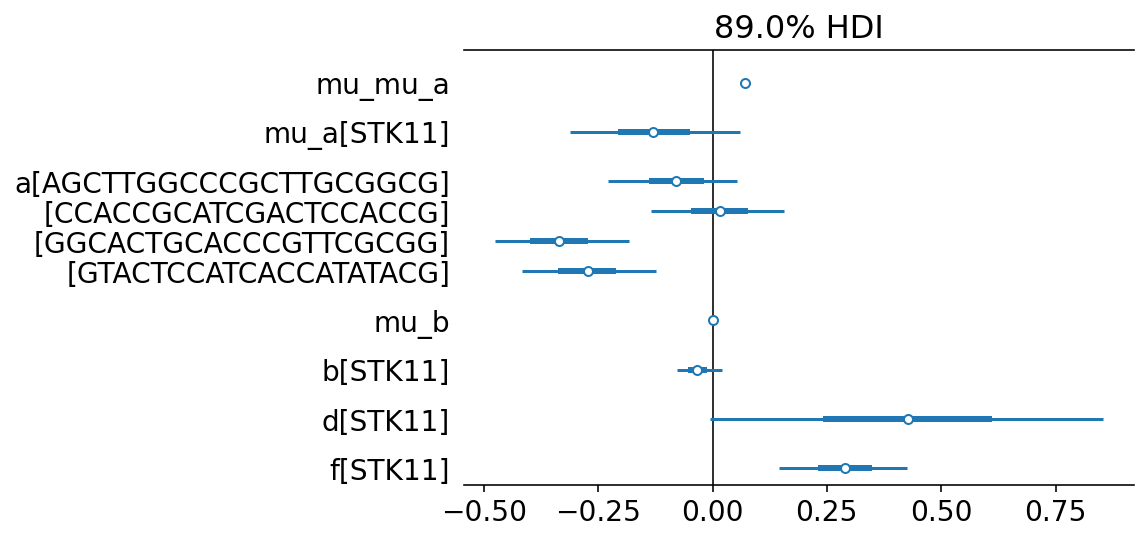 89.0% HDI
mu_mu_a
mu_a[STK11]
a[AGCTTGGCCCGCTTGCGGCG]
[CCACCGCATCGACTCCACCG]
[GGCACTGCACCCGTTCGCGG]
[GTACTCCATCACCATATACG]
mu_b
b[STK11]
d[STK11]
f[STK11]
−0.50 −0.25 0.00 0.25 0.50 0.75